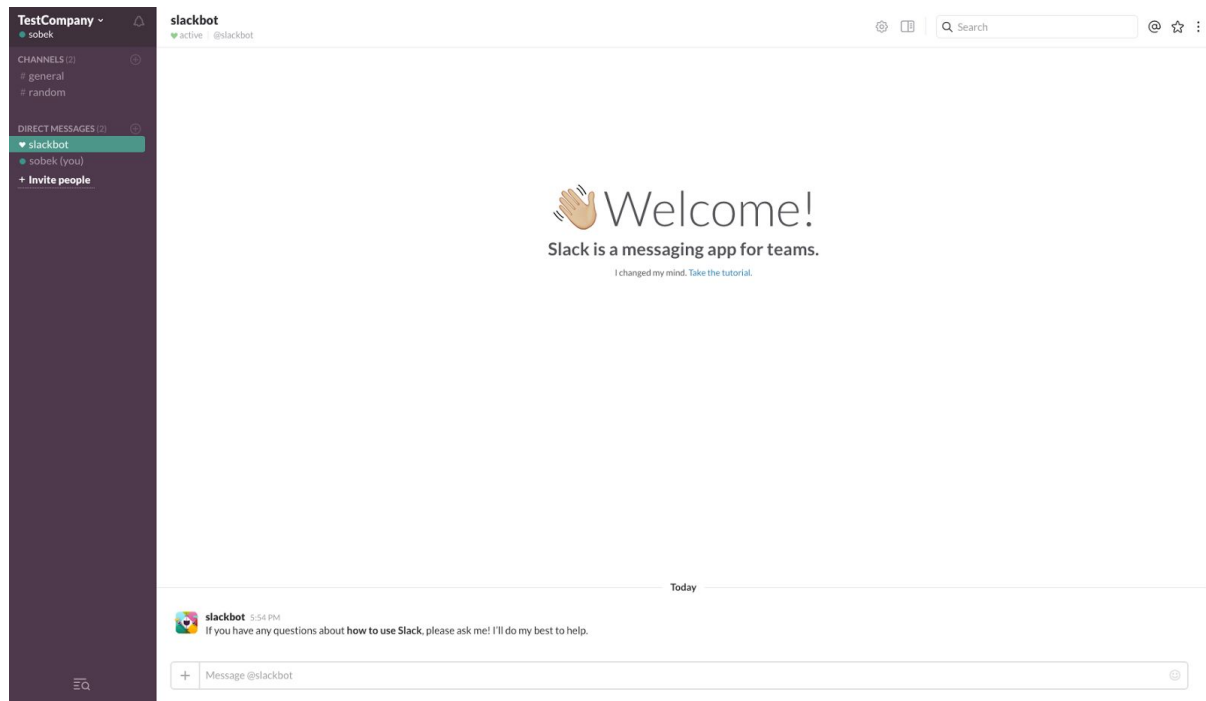 TestCompany
sobek
CHANNELS (2)
# general
# random
DIRECT MESSAGES (2)
slackbot
sobek (you)
+ Invite people
slackbot
active | @slackbot
Search
Welcome!
Slack is a messaging app for teams.
I changed my mind. Take the tutorial.
Today
slackbot 5:54 PM
If you have any questions about how to use Slack, please ask me! I'll do my best to help.
+ Message @slackbot